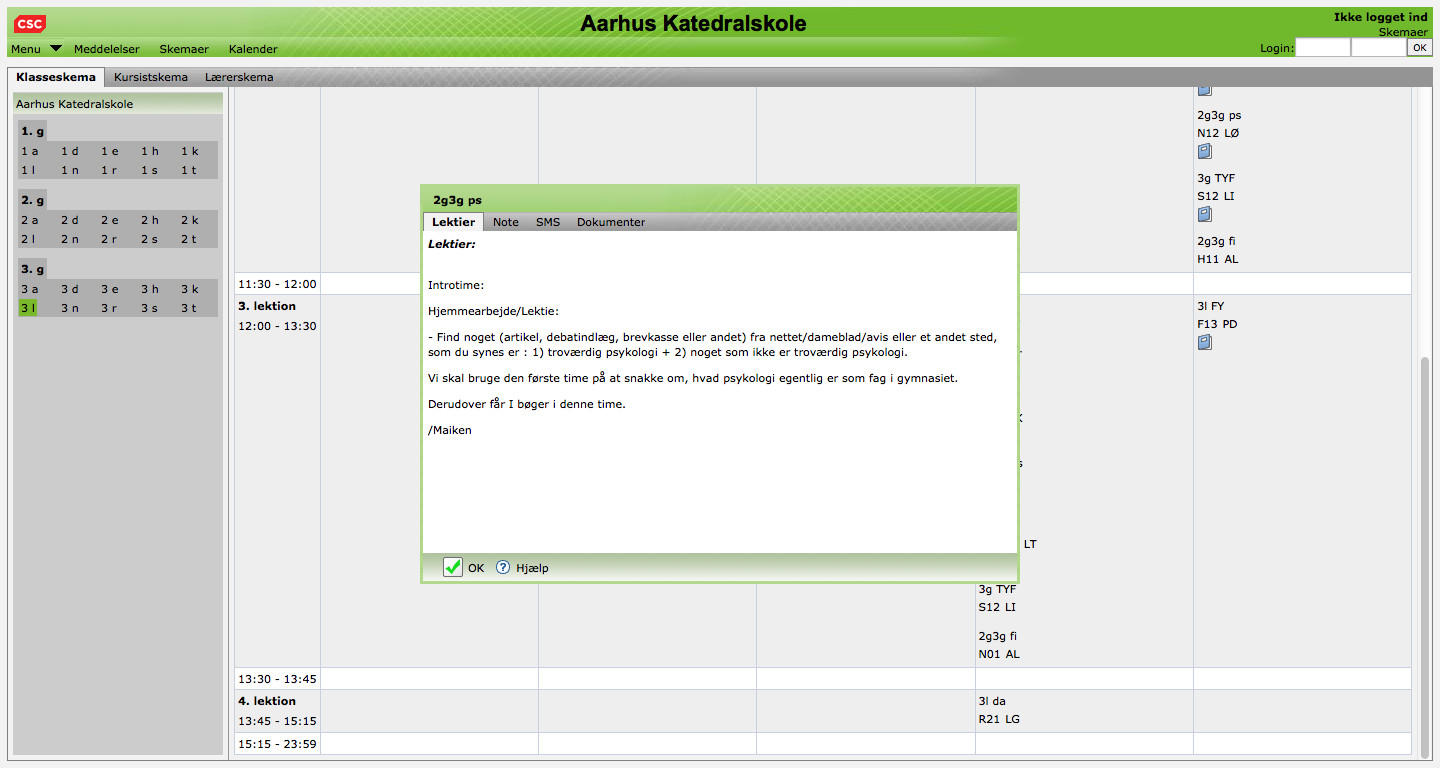 CSC
Aarhus Katedralskole
Ikke logget ind
Skemaer
Menu Meddelelser Skemaer Kalender
Login: OK
Klasseskema Kursistskema Lærerskema
Aarhus Katedralskole
1. g
1 a 1 d 1 e 1 h 1 k
1 l 1 n 1 r 1 s 1 t
2. g
2 a 2 d 2 e 2 h 2 k
2 l 2 n 2 r 2 s 2 t
3. g
3 a 3 d 3 e 3 h 3 k
3 l 3 n 3 r 3 s 3 t
2g3g ps
N12 LØ
3g TYF
S12 LI
2g3g fi
H11 AL
11:30 - 12:00
3. lektion
12:00 - 13:30
3l FY
F13 PD
2g3g ps
Lektier Note SMS Dokumenter
Lektier:
Introtime:
Hjemmearbejde/Lektie:
- Find noget (artikel, debatindlæg, brevkasse eller andet) fra nettet/dameblad/avis eller et andet sted,
som du synes er : 1) troværdig psykologi + 2) noget som ikke er troværdig psykologi.
Vi skal bruge den første time på at snakke om, hvad psykologi egentlig er som fag i gymnasiet.
Derudover får I bøger i denne time.
/Maiken
OK Hjælp
LT
3g TYF
S12 LI
2g3g fi
N01 AL
13:30 - 13:45
4. lektion
13:45 - 15:15
3l da
R21 LG
15:15 - 23:59